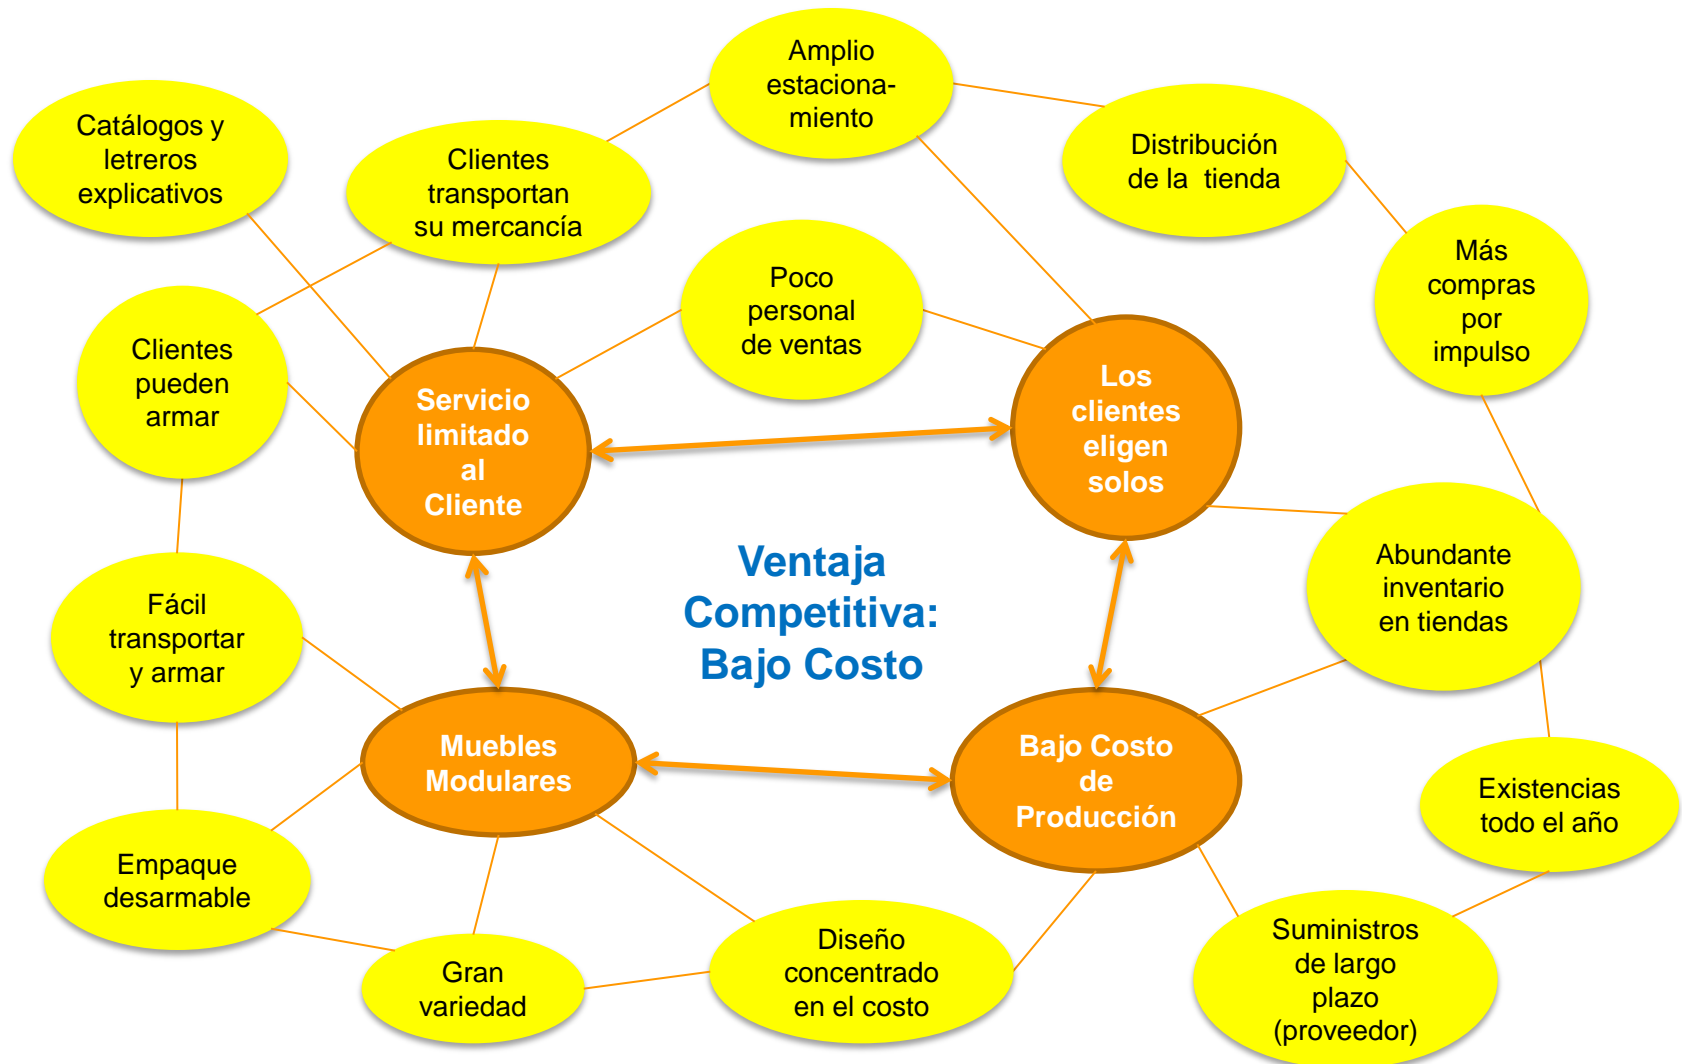 Amplio
estaciona-
miento
Catálogos y
letreros
explicativos
Clientes
transportan
su mercancía
Distribución
de la tienda
Más
compras
por
impulso
Poco
personal
de ventas
Clientes
pueden
armar
Servicio
limitado
al
Cliente
Los
clientes
eligen
solos
Ventaja
Competitiva:
Bajo Costo
Abundante
inventario
en tiendas
Fácil
transportar
y armar
Muebles
Modulares
Bajo Costo
de
Producción
Existencias
todo el año
Empaque
desarmable
Gran
variedad
Diseño
concentrado
en el costo
Suministros
de largo
plazo
(proveedor)